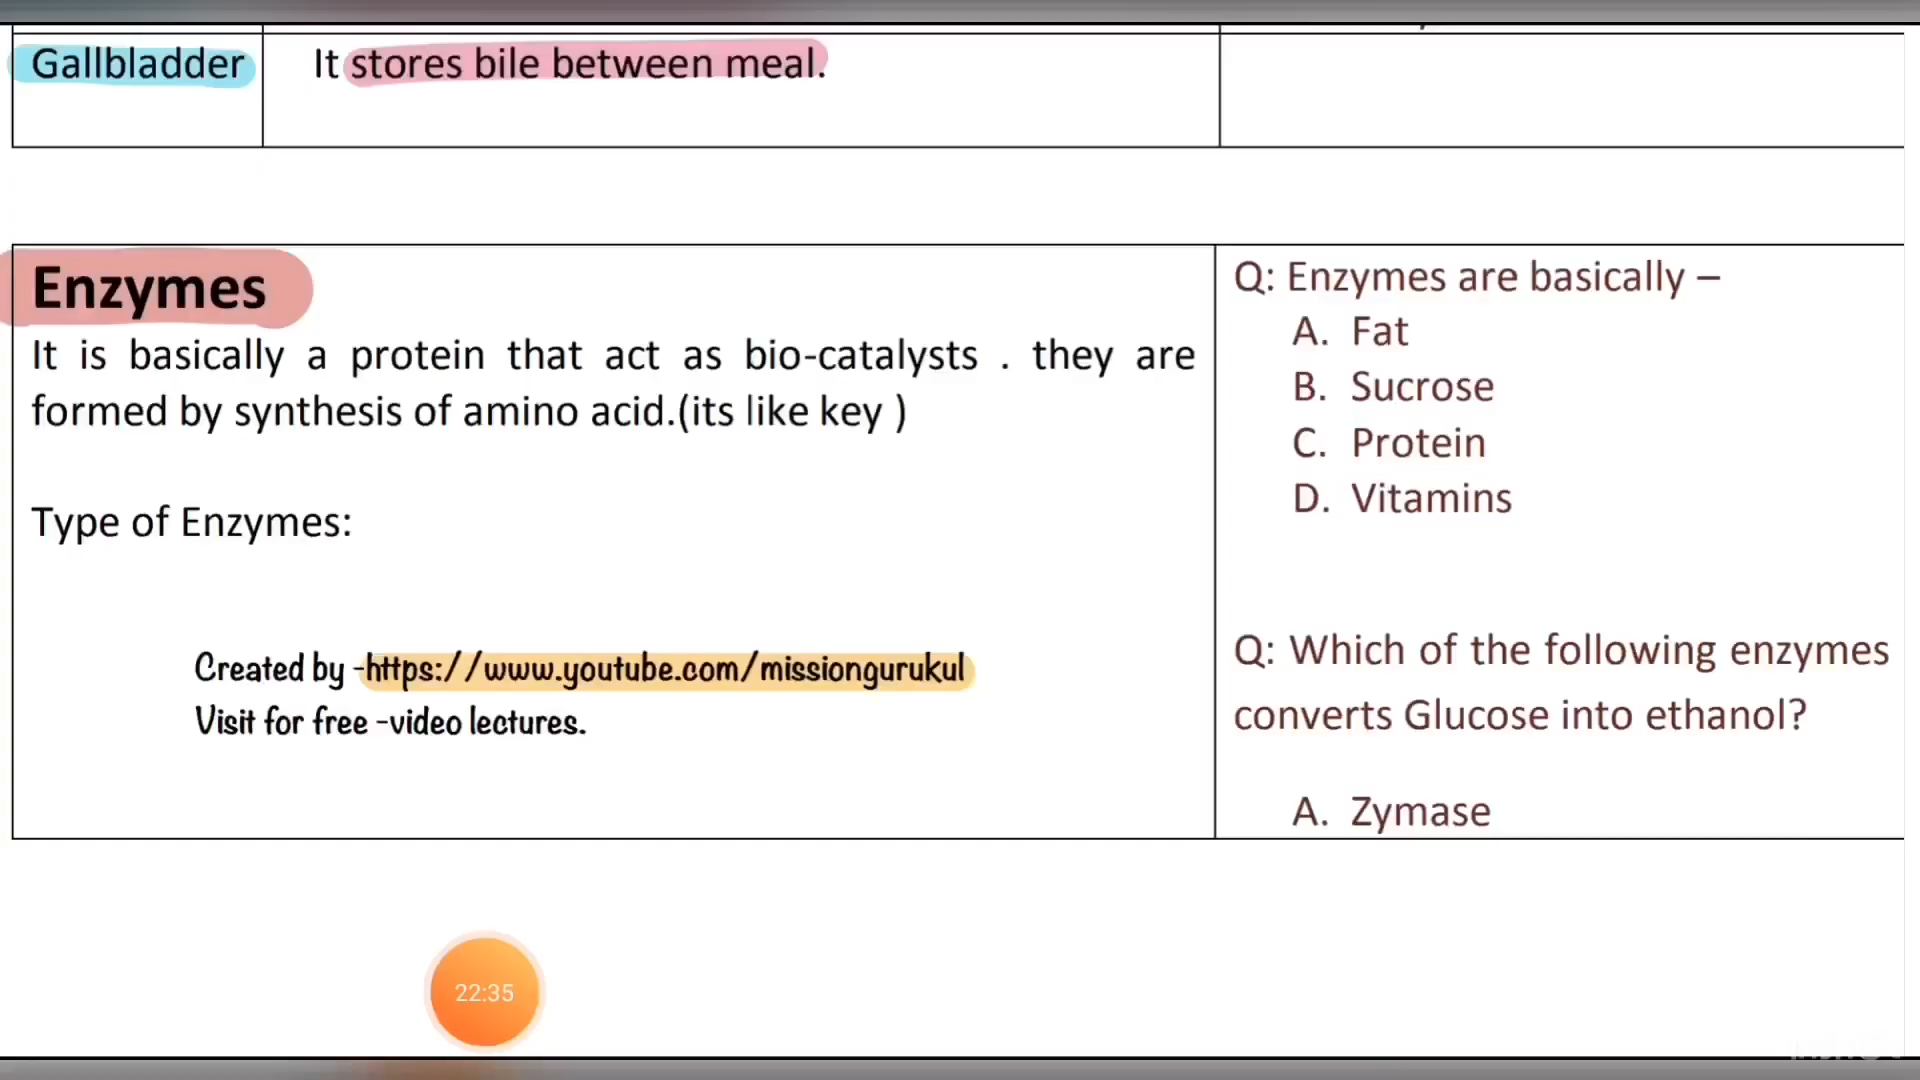 Gallbladder
It stores bile between meal.
Enzymes
It is basically a protein that act as bio-catalysts . they are
formed by synthesis of amino acid.(its like key )
Type of Enzymes:
Created by -https://www.youtube.com/missiongurukul
Visit for free -video lectures.
Q: Enzymes are basically –
A. Fat
B. Sucrose
C. Protein
D. Vitamins
Q: Which of the following enzymes
converts Glucose into ethanol?
A. Zymase
22:35